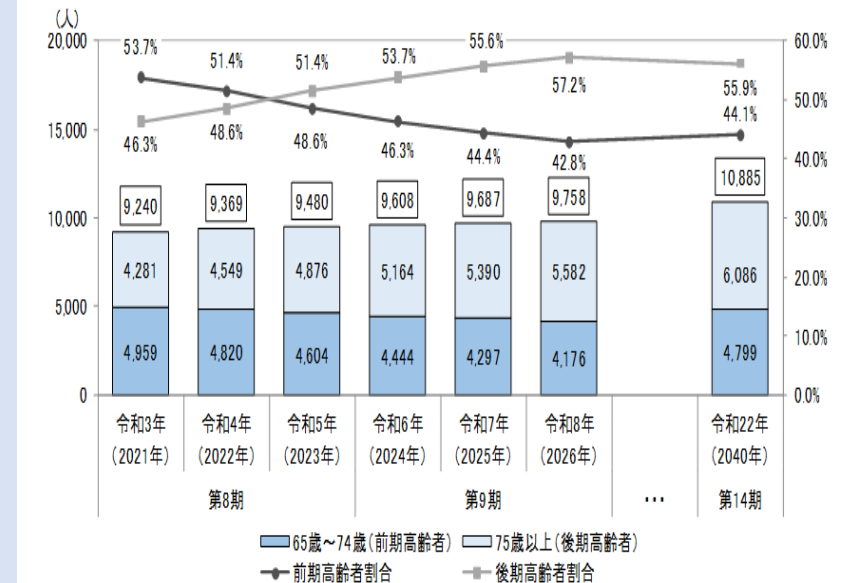 (人)
20,000
15,000
10,000
5,000
0
60.0%
50.0%
40.0%
30.0%
20.0%
10.0%
0.0%
53.7% 51.4% 51.4% 53.7% 55.6% 57.2% 55.9%
46.3% 48.6% 48.6% 46.3% 44.4% 42.8% 44.1%
9,240 9,369 9,480 9,608 9,687 9,758 10,885
4,281 4,549 4,876 5,164 5,390 5,582 6,086
4,959 4,820 4,604 4,444 4,297 4,176 4,799
令和3年 令和4年 令和5年 令和6年 令和7年 令和8年 令和22年
(2021年) (2022年) (2023年) (2024年) (2025年) (2026年) (2040年)
第8期 第9期 … 第14期
65歳～74歳(前期高齢者) 75歳以上(後期高齢者)
前期高齢者割合 後期高齢者割合